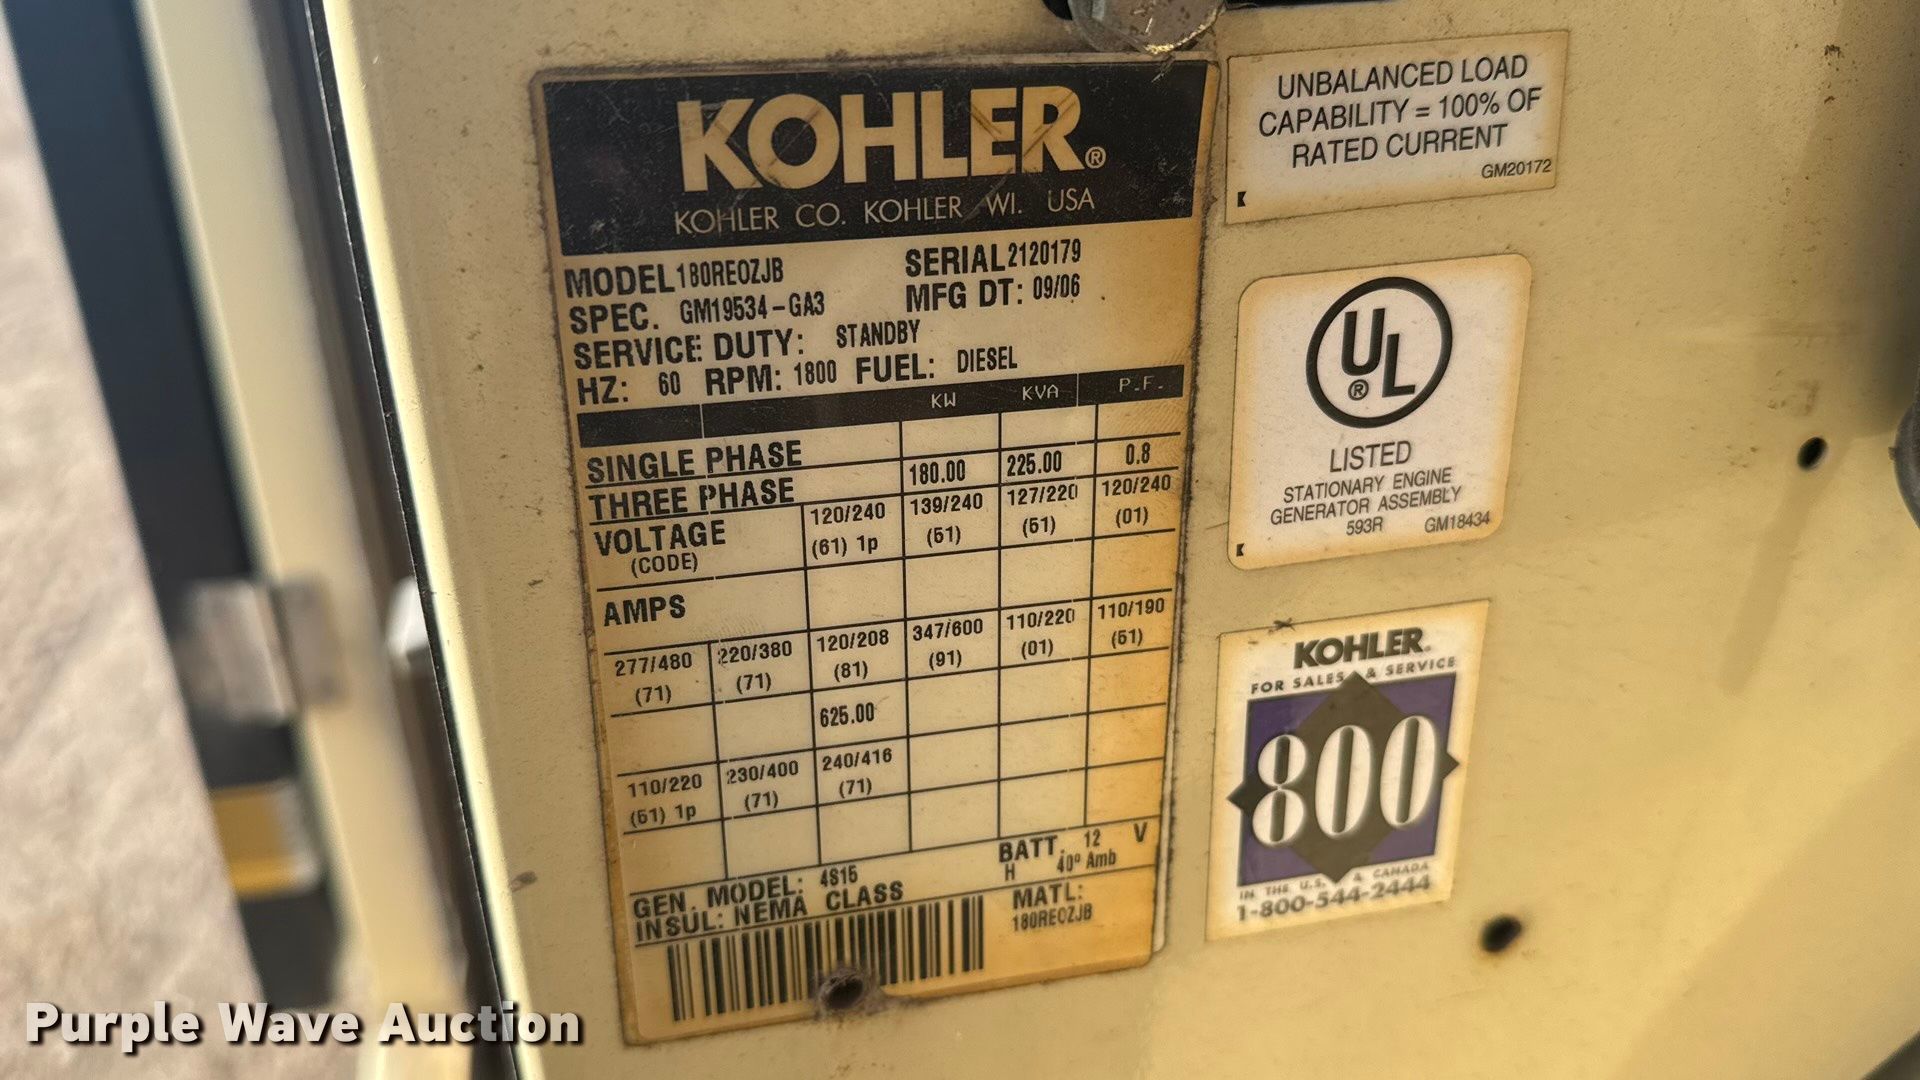 KOHLER®
KOHLER CO. KOHLER WI. USA
MODEL 180REOZJB SERIAL 2120179
SPEC. GM19534-GA3 MFG DT: 09/06
SERVICE DUTY: STANDBY
HZ: 60 RPM: 1800 FUEL: DIESEL
KW KVA P.F.
SINGLE PHASE
THREE PHASE 180.00 225.00 0.8
VOLTAGE 120/240 139/240 127/220 120/240
(CODE) (61) 1p (51) (51) (01)
AMPS
277/480 220/380 120/208 347/600 110/220 110/190
(71) (71) (81) (91) (01) (51)
625.00
110/220 230/400 240/416
(51) 1p (71) (71)
GEN. MODEL: 4S15 BATT. 12 V
INSUL: NEMA CLASS H 40° Amb
MATL:
180REOZJB
UNBALANCED LOAD
CAPABILITY = 100% OF
RATED CURRENT
GM20172
K
UL®
LISTED
STATIONARY ENGINE
GENERATOR ASSEMBLY
593R GM18434
K
KOHLER®
FOR SALES & SERVICE
800
IN THE U.S. & CANADA
1-800-544-2444
Purple Wave Auction